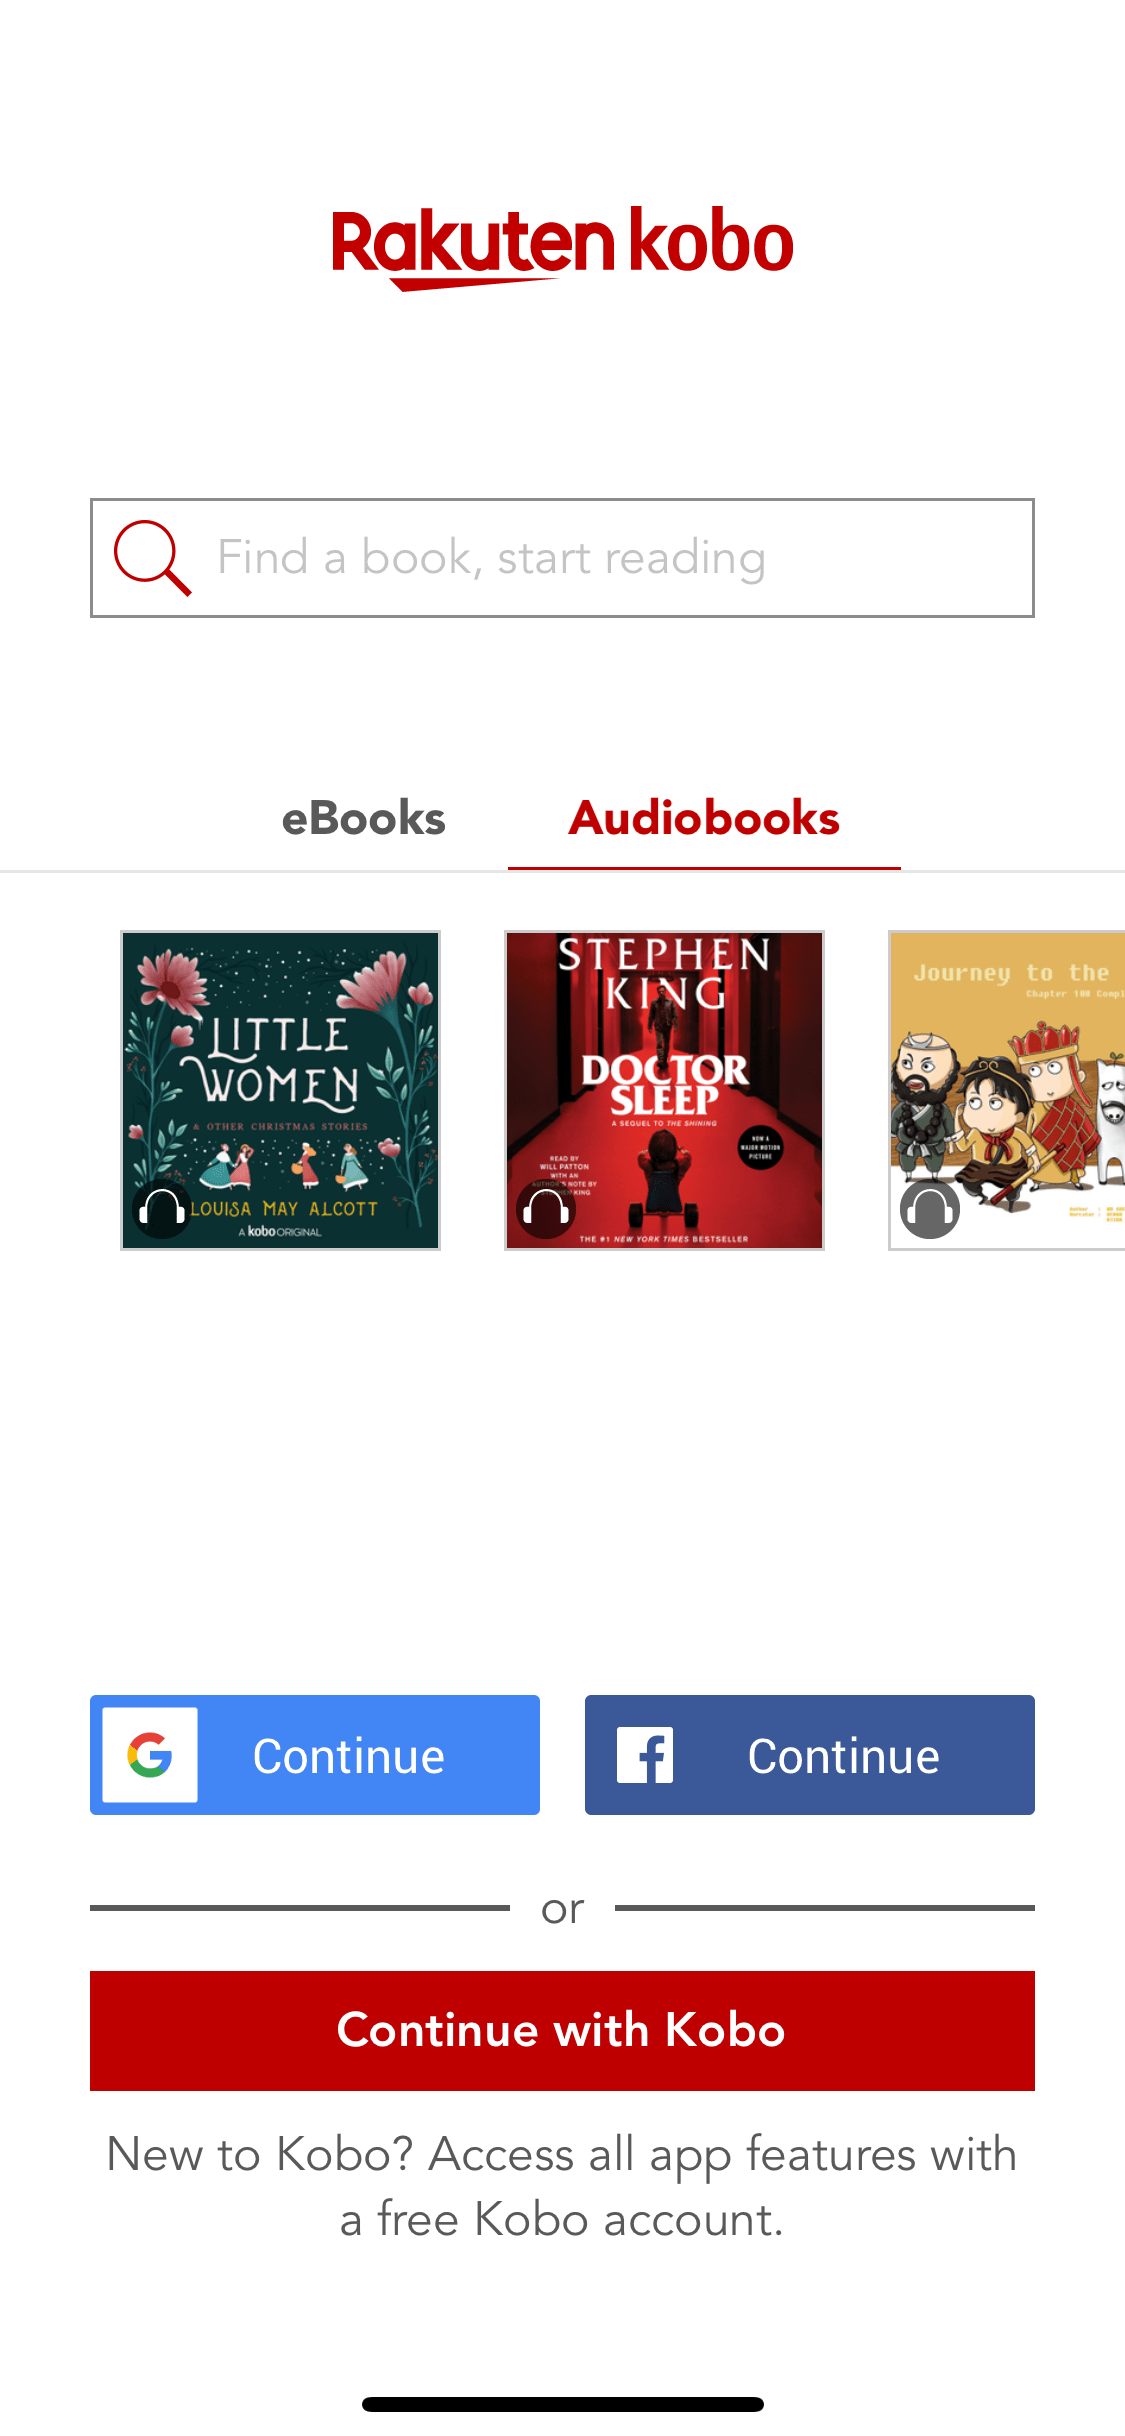 Rakuten kobo
Find a book, start reading
eBooks
Audiobooks
LITTLE
WOMEN
& OTHER CHRISTMAS STORIES
LOUISA MAY ALCOTT
A kobo ORIGINAL
STEPHEN
KING
DOCTOR
SLEEP
A SEQUEL TO THE SHINING
NOW A
MAJOR MOTION
PICTURE
READ BY
WILL PATTON
WITH AN
AUTHOR'S NOTE BY
KING
THE #1 NEW YORK TIMES BESTSELLER
Journey to the
Chapter 100
Continue
Continue
or
Continue with Kobo
New to Kobo? Access all app features with
a free Kobo account.